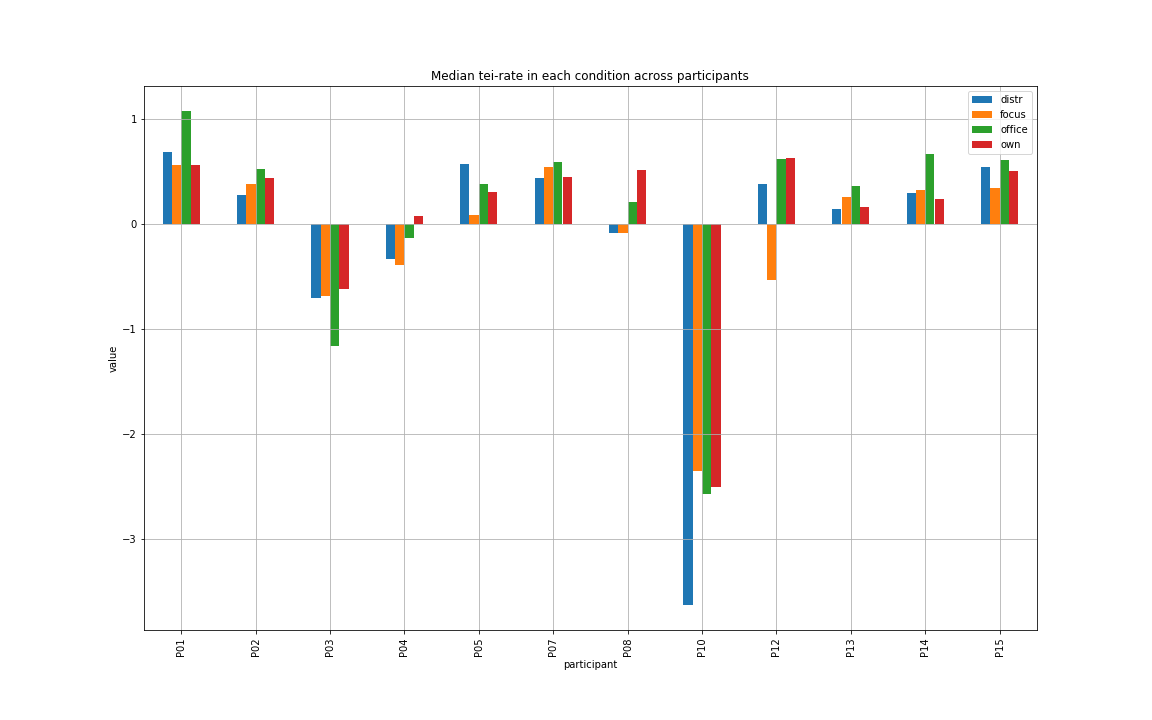 Median tei-rate in each condition across participants
distr
focus
office
own
1
0
−1
−2
−3
value
P01
P02
P03
P04
P05
P07
P08
P10
P12
P13
P14
P15
participant